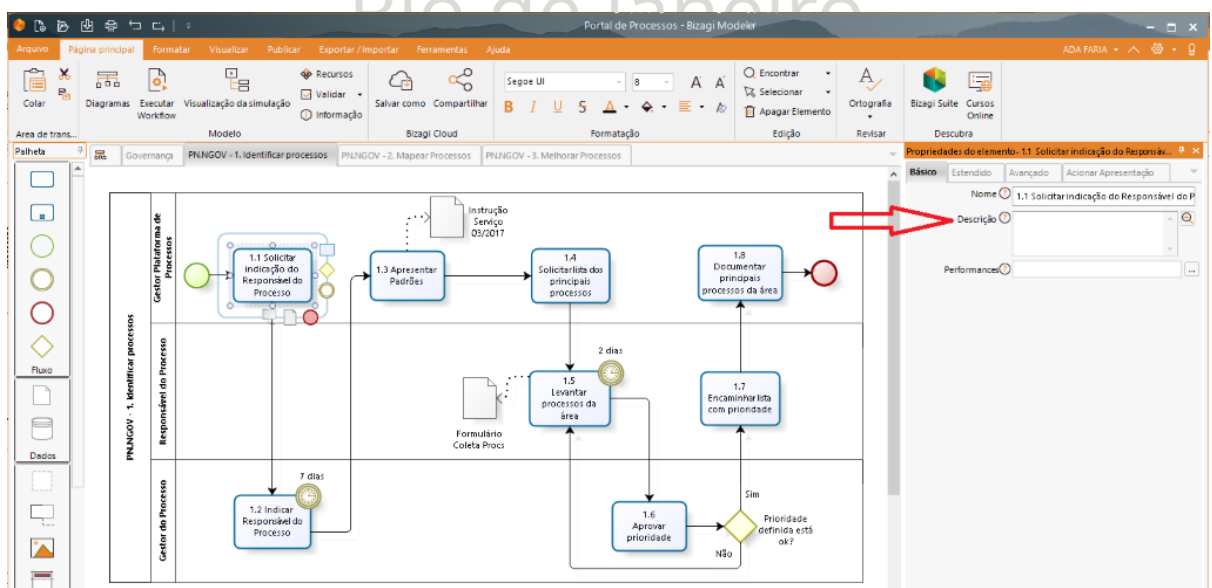 Rio de Janeiro
Portal de Processos - Bizagi Modeler
Arquivo Página principal Formatar Visualizar Publicar Exportar / Importar Ferramentas Ajuda ADA FARIA
Colar
Area de trans...
Diagramas
Executar
Workflow
Visualização da simulação
Recursos
Validar
Informação
Modelo
Salvar como Compartilhar
Bizagi Cloud
Segoe UI 8 A A
B I U S A
Formatação
Encontrar
Selecionar
Apagar Elemento
Edição
Ortografia
Revisar
Bizagi Suite
Cursos
Online
Descubra
Palheta
Fluxo
Dados
Governança PN.NGOV - 1. Identificar processos PN.NGOV - 2. Mapear Processos PN.NGOV - 3. Melhorar Processos
PN.NGOV - 1. Identificar processos
Gestor Plataforma de
Processos
Responsável do Processo
Gestor do Processo
1.1 Solicitar
indicação do
Responsável do
Processo
1.2 Indicar
Responsável do
Processo
7 dias
1.3 Apresentar
Padrões
Instrução
Serviço
03/2017
1.4
Solicitar lista dos
principais
processos
1.5
Levantar
processos da
área
2 dias
Formulário
Coleta Procs
1.6
Aprovar
prioridade
Prioridade
definida está
ok?
Sim
Não
1.7
Encaminhar lista
com prioridade
1.8
Documentar
principais
processos da área
Propriedades do elemento- 1.1 Solicitar indicação do Responsáv...
Básico Estendido Avançado Acionar Apresentação
Nome 1.1 Solicitar indicação do Responsável do P
Descrição
Performances ...